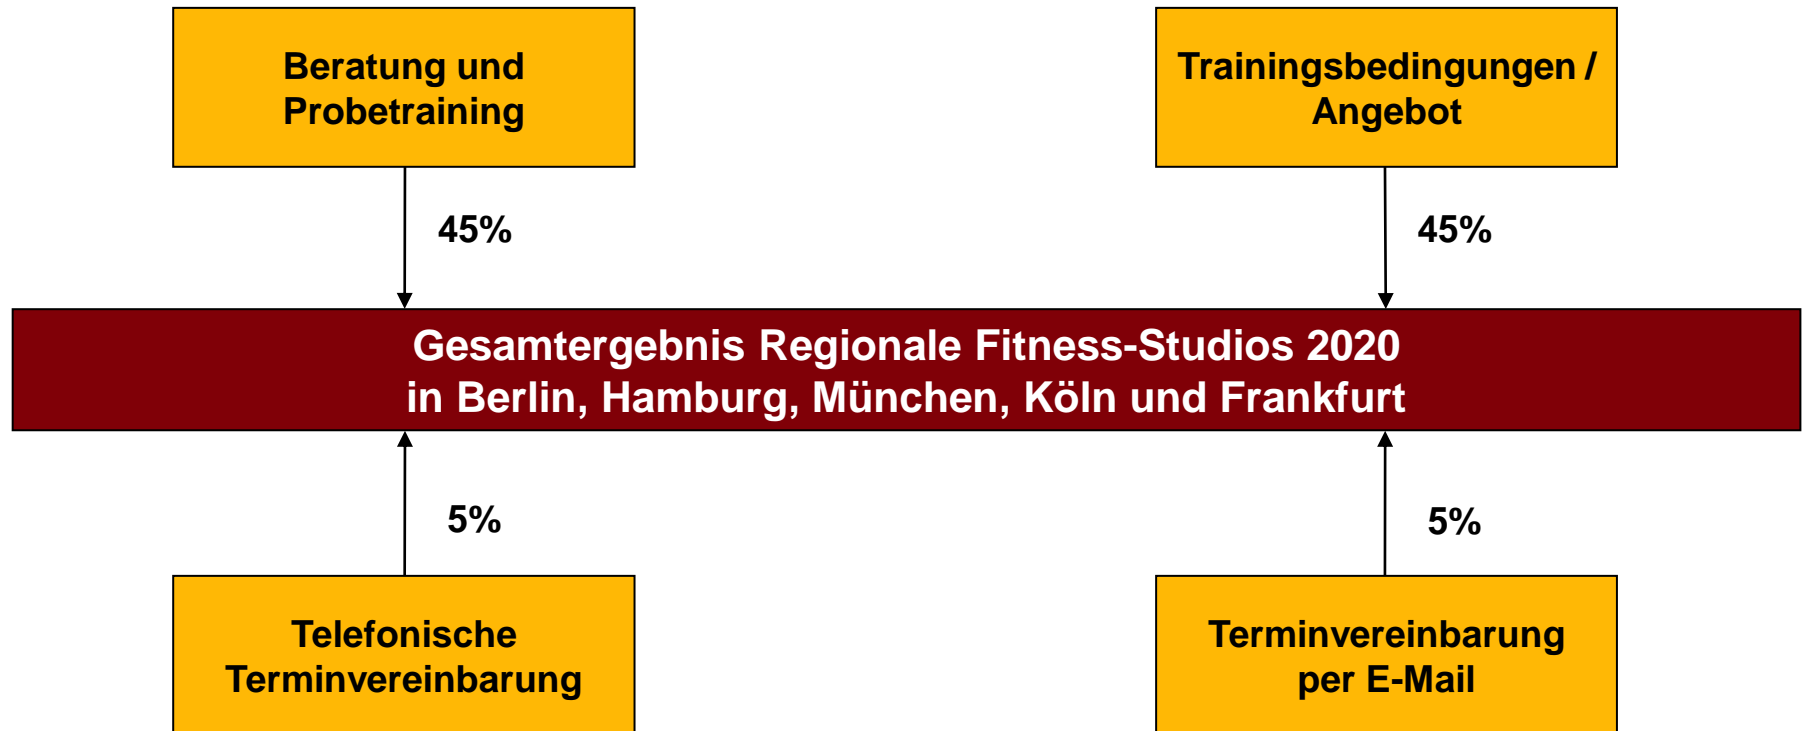 Beratung und
Probetraining
Trainingsbedingungen /
Angebot
45%
45%
Gesamtergebnis Regionale Fitness-Studios 2020
in Berlin, Hamburg, München, Köln und Frankfurt
5%
5%
Telefonische
Terminvereinbarung
Terminvereinbarung
per E-Mail